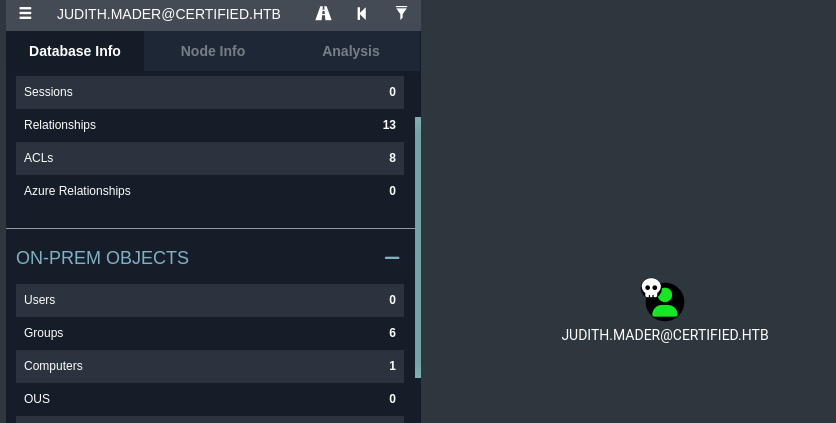 JUDITH.MADER@CERTIFIED.HTB
Database Info Node Info Analysis
Sessions 0
Relationships 13
ACLs 8
Azure Relationships 0
ON-PREM OBJECTS
Users 0
Groups 6
Computers 1
OUS 0
JUDITH.MADER@CERTIFIED.HTB